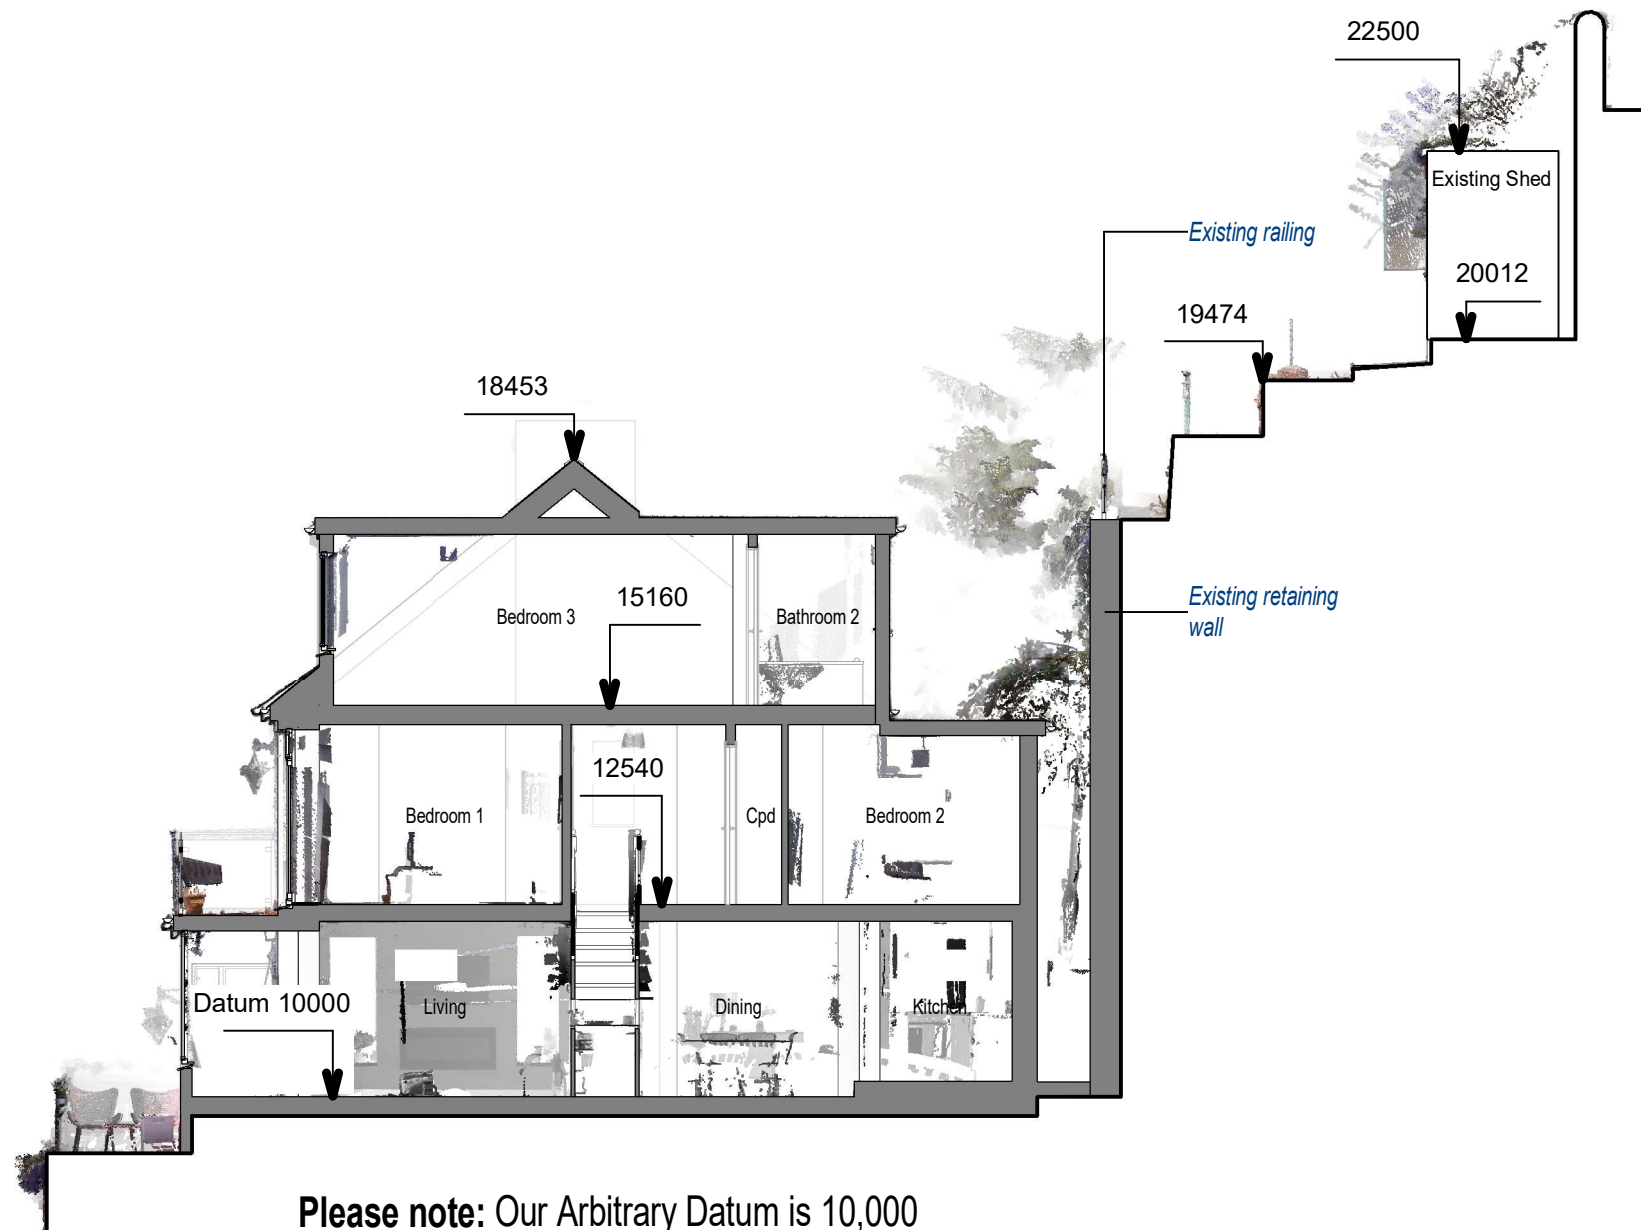 22500
Existing Shed
Existing railing
20012
19474
18453
15160
Bedroom 3
Bathroom 2
Existing retaining
wall
12540
Bedroom 1
Cpd
Bedroom 2
Datum 10000
Living
Dining
Kitchen
Please note: Our Arbitrary Datum is 10,000